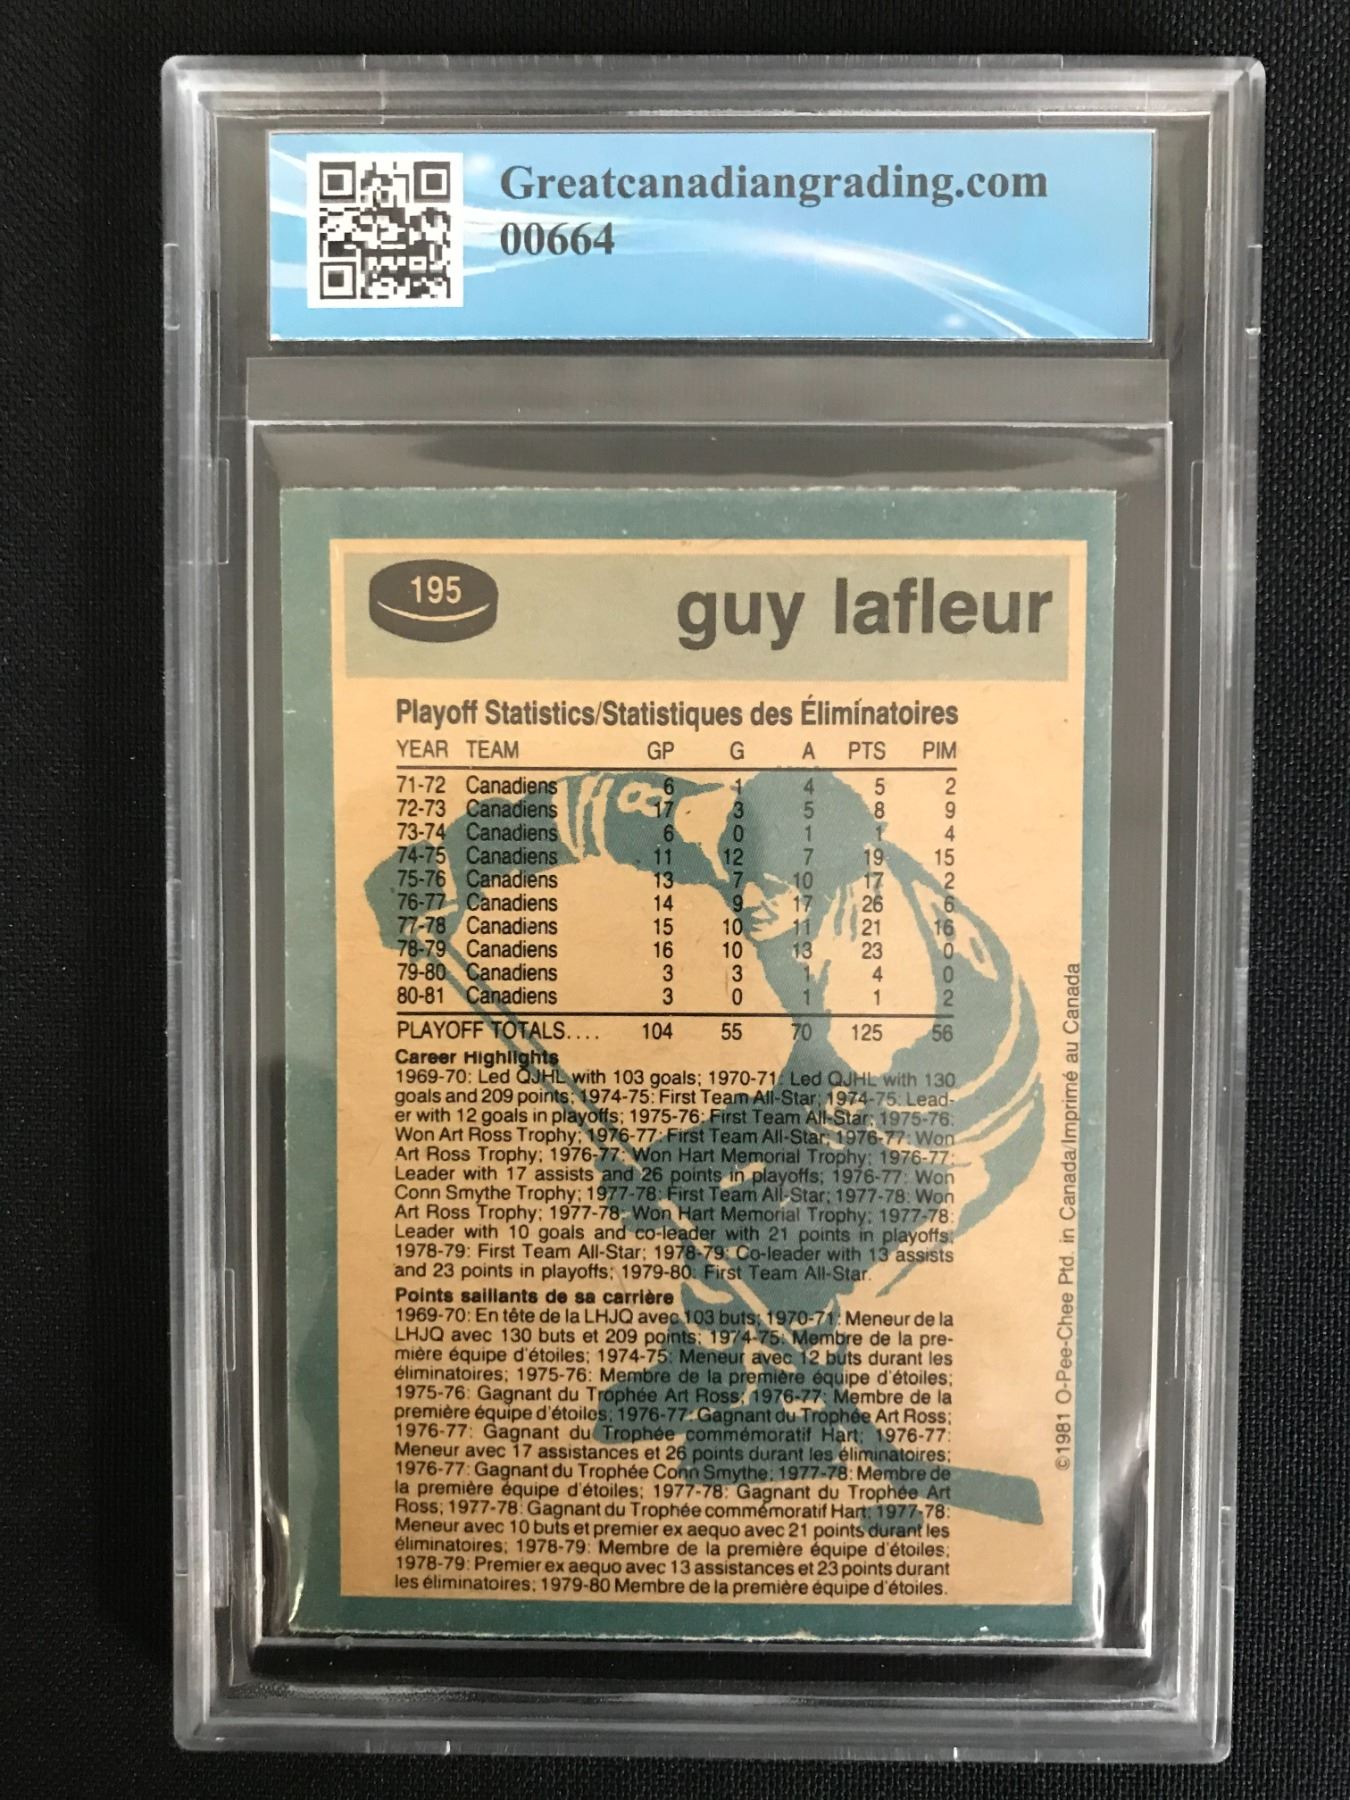 Greatcanadiangrading.com
00664
195
guy lafleur
Playoff Statistics/Statistiques des Éliminatoires
YEAR TEAM GP G A PTS PIM
71-72 Canadiens 6 1 4 5 2
72-73 Canadiens 17 3 5 8 9
73-74 Canadiens 6 0 1 1 4
74-75 Canadiens 11 12 7 19 15
75-76 Canadiens 13 7 10 17 2
76-77 Canadiens 14 9 17 26 6
77-78 Canadiens 15 10 11 21 16
78-79 Canadiens 16 10 13 23 0
79-80 Canadiens 3 3 1 4 0
80-81 Canadiens 3 0 1 1 2
PLAYOFF TOTALS.... 104 55 70 125 56
Career Highlights
1969-70: Led QJHL with 103 goals; 1970-71: Led QJHL with 130
goals and 209 points; 1974-75: First Team All-Star; 1974-75: Lead-
er with 12 goals in playoffs; 1975-76: First Team All-Star; 1975-76:
Won Art Ross Trophy; 1976-77: First Team All-Star; 1976-77: Won
Art Ross Trophy; 1976-77: Won Hart Memorial Trophy; 1976-77:
Leader with 17 assists and 26 points in playoffs; 1976-77: Won
Conn Smythe Trophy; 1977-78: First Team All-Star; 1977-78: Won
Art Ross Trophy; 1977-78: Won Hart Memorial Trophy; 1977-78:
Leader with 10 goals and co-leader with 21 points in playoffs;
1978-79: First Team All-Star; 1978-79: Co-leader with 13 assists
and 23 points in playoffs; 1979-80: First Team All-Star.
Points saillants de sa carrière
1969-70: En tête de la LHJQ avec 103 buts; 1970-71: Meneur de la
LHJQ avec 130 buts et 209 points; 1974-75: Membre de la pre-
mière équipe d'étoiles; 1974-75: Meneur avec 12 buts durant les
éliminatoires; 1975-76: Membre de la première équipe d'étoiles;
1975-76: Gagnant du Trophée Art Ross; 1976-77: Membre de la
première équipe d'étoiles; 1976-77: Gagnant du Trophée Art Ross;
1976-77: Gagnant du Trophée commémoratif Hart; 1976-77:
Meneur avec 17 assistances et 26 points durant les éliminatoires;
1976-77: Gagnant du Trophée Conn Smythe; 1977-78: Membre de
la première équipe d'étoiles; 1977-78: Gagnant du Trophée Art
Ross; 1977-78: Gagnant du Trophée commémoratif Hart; 1977-78:
Meneur avec 10 buts et premier ex aequo avec 21 points durant les
éliminatoires; 1978-79: Membre de la première équipe d'étoiles;
1978-79: Premier ex aequo avec 13 assistances et 23 points durant
les éliminatoires; 1979-80 Membre de la première équipe d'étoiles.
©1981 O-Pee-Chee Ptd. in Canada/Imprimé au Canada